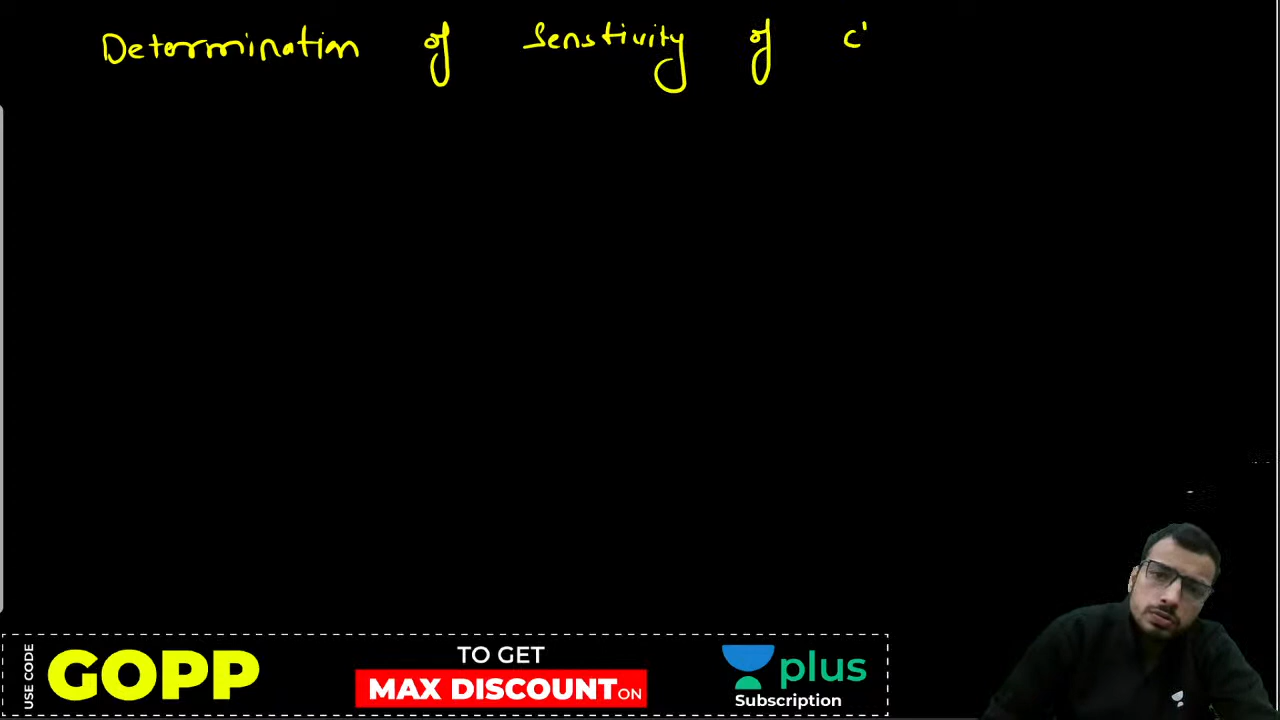 Determination of Senstivity of c'
USE CODE
GOPP
TO GET
MAX DISCOUNT ON
plus
Subscription